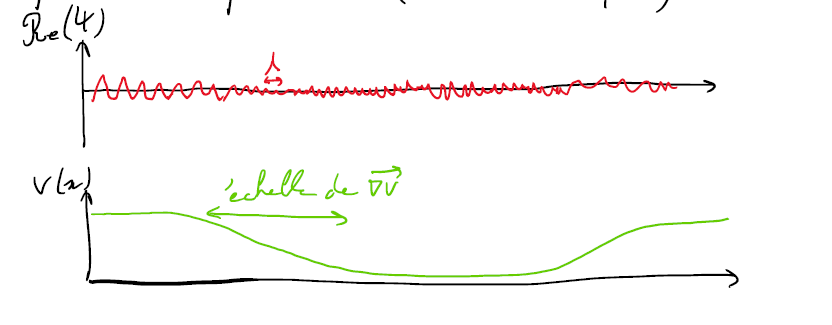 Re(ψ)
λ
V(x)
échelle de ∇V